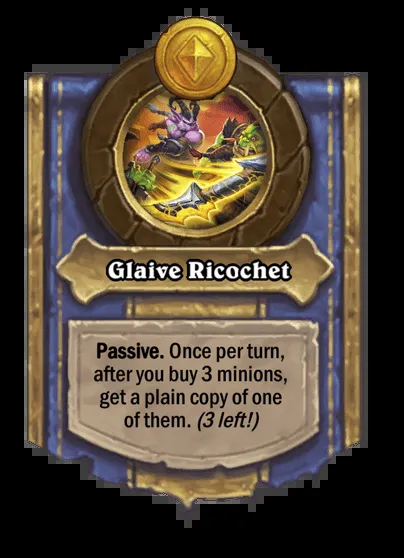 Glaive Ricochet
Passive. Once per turn,
after you buy 3 minions,
get a plain copy of one
of them. (3 left!)